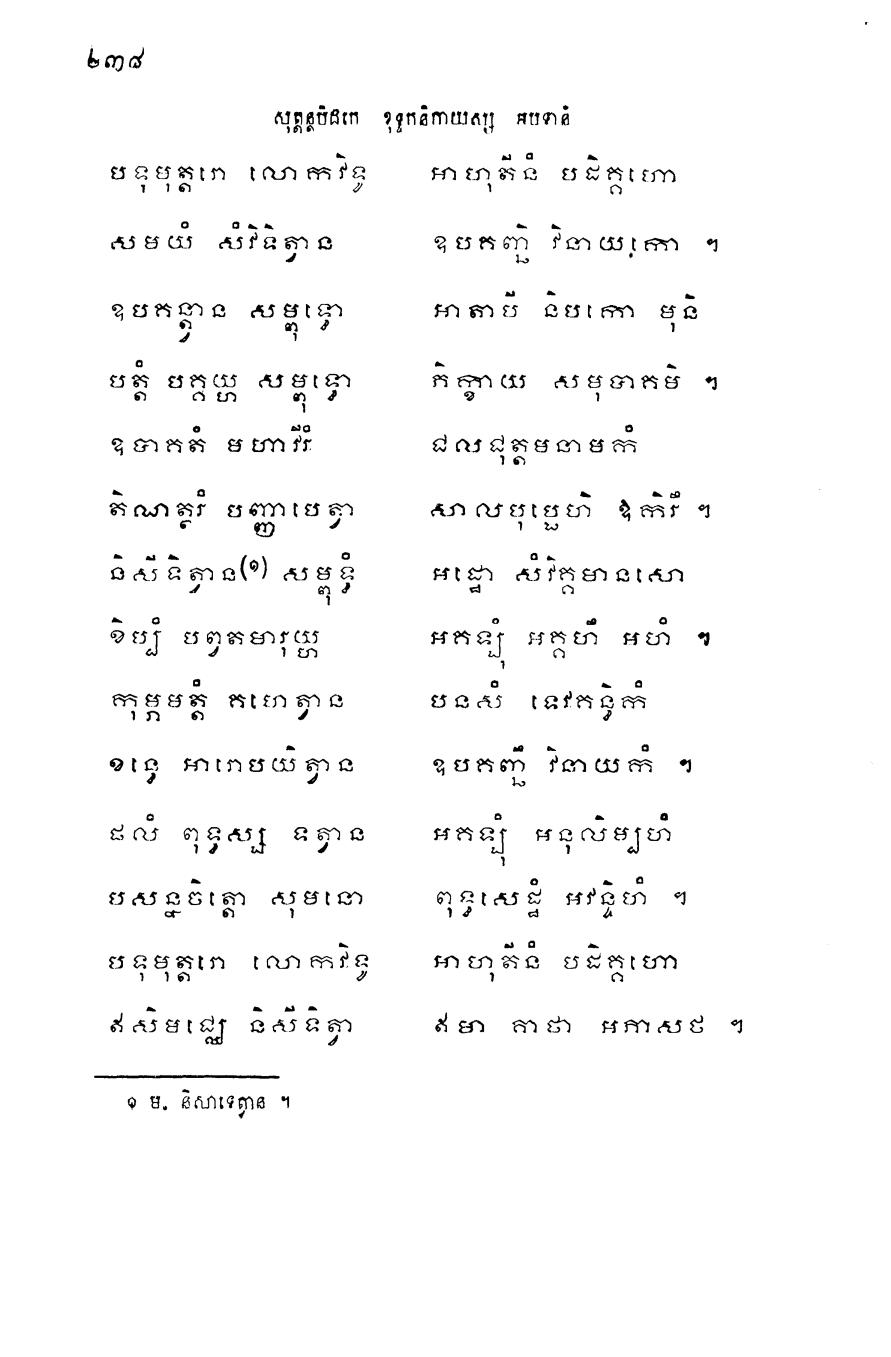 ២៣៨
សុត្តន្តបិដកេ ខុទ្ទកនិកាយស្ស អបទានំ
បទុមុត្តរោ លោកវិទូ អាហុតីនំ បដិគ្គហោ
សមយំ សំវិទិត្វាន ឧបគញ្ឆិ វិនាយកោ ។
ឧបគន្ត្វាន សម្ពុទ្ធោ អាតាបី និបកោ មុនិ
បត្តំ បគ្គយ្ហ សម្ពុទ្ធោ ភិក្ខាយ សមុទាគមិ ។
ឧទាគតំ មហាវីរំ ជលជុត្តមនាមកំ
តិណត្ថរំ បញ្ញាបេត្វា សាលបុប្ផេហិ ឱកិរឹ ។
និសីទិត្វាន(១) សម្ពុទ្ធំ អដ្ឋោ សំវិគ្គមានសោ
ខិប្បំ បព្វតមារុយ្ហ អគឡុំ អគ្គហឹ អហំ ។
កុម្ភមត្តំ គហេត្វាន បនសំ ទេវគន្ធិកំ
ខន្ធេ អារោបយិត្វាន ឧបគញ្ឆឹ វិនាយកំ ។
ផលំ ពុទ្ធស្ស ទត្វាន អគឡុំ អនុលិម្បហំ
បសន្នចិត្តោ សុមនោ ពុទ្ធសេដ្ឋំ អវន្ទិហំ ។
បទុមុត្តរោ លោកវិទូ អាហុតីនំ បដិគ្គហោ
ឥសិមជ្ឈេ និសីទិត្វា ឥមា គាថា អភាសថ ។
១ ម. និសាទេត្វាន ។